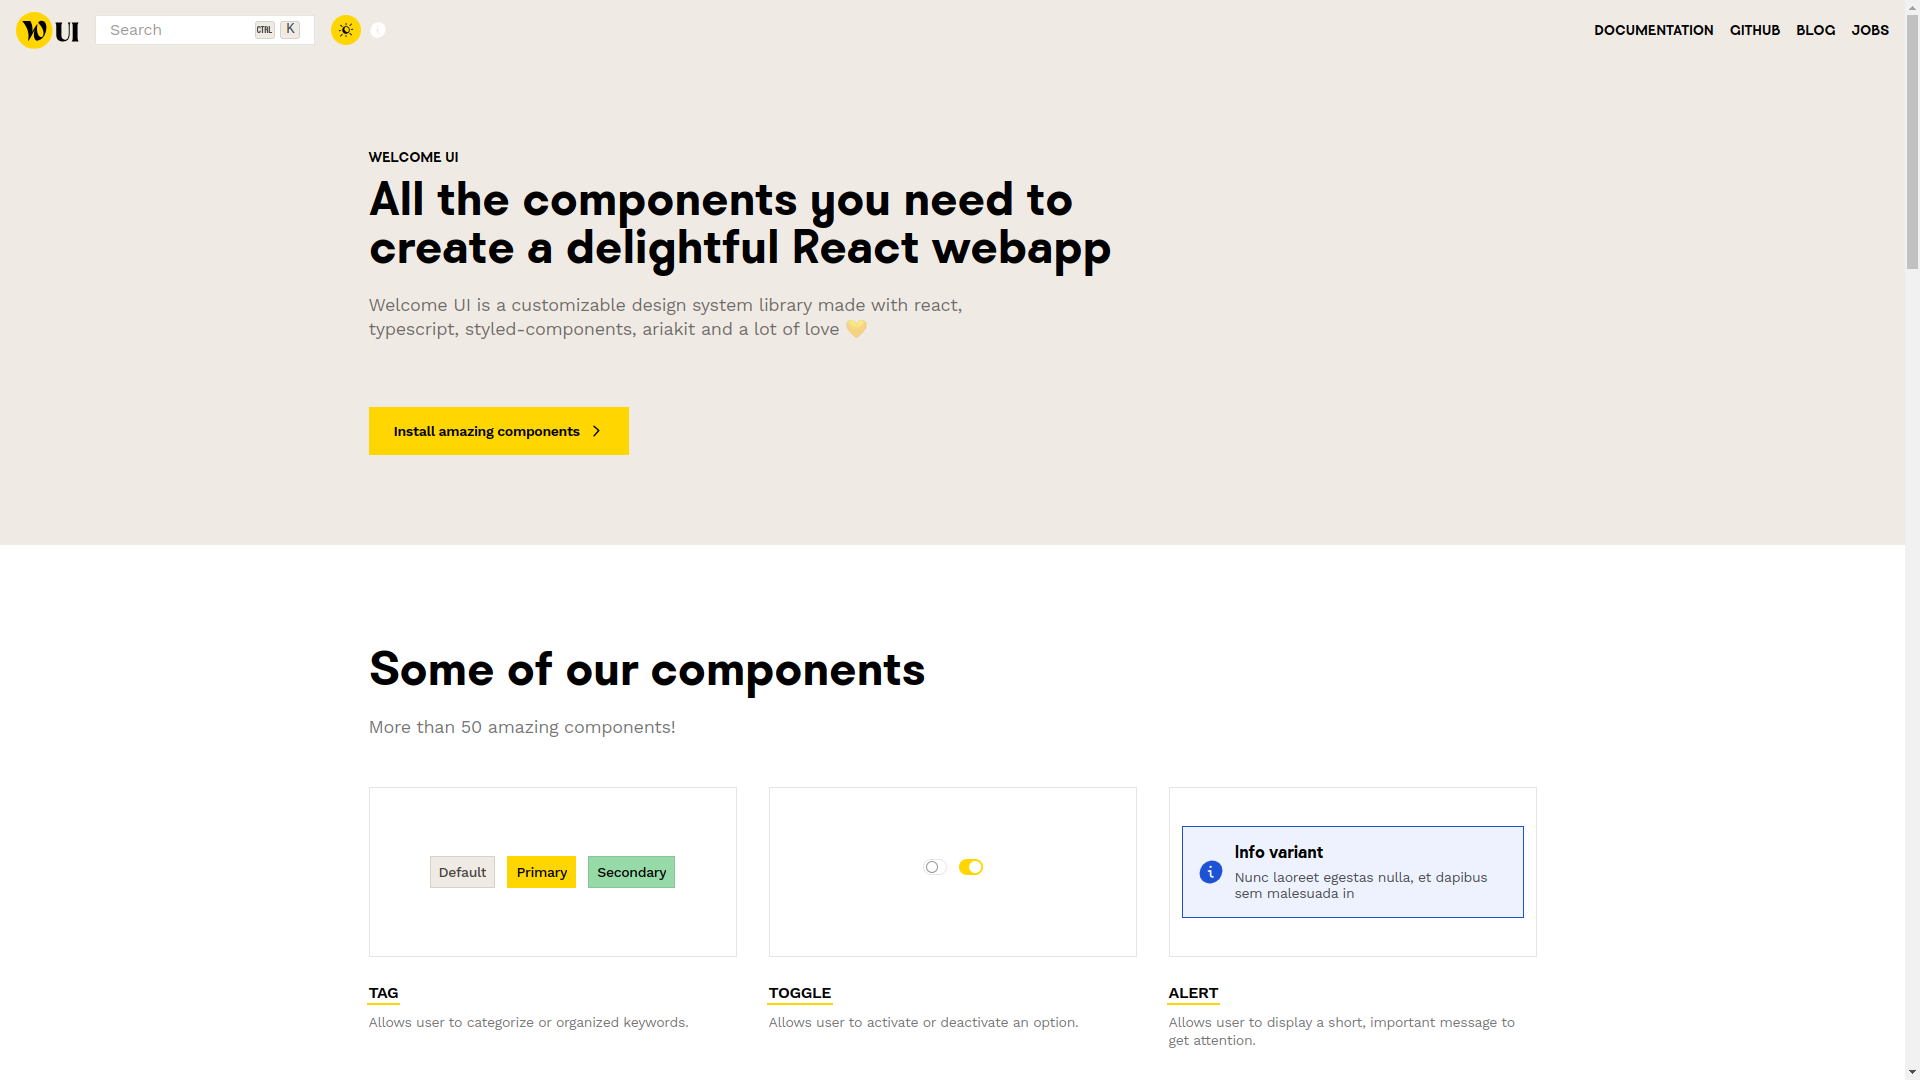 W UI
Search
CTRL K
DOCUMENTATION GITHUB BLOG JOBS
WELCOME UI
All the components you need to
create a delightful React webapp
Welcome UI is a customizable design system library made with react,
typescript, styled-components, ariakit and a lot of love 💛
Install amazing components
Some of our components
More than 50 amazing components!
Default Primary Secondary
Info variant
Nunc laoreet egestas nulla, et dapibus
sem malesuada in
TAG
Allows user to categorize or organized keywords.
TOGGLE
Allows user to activate or deactivate an option.
ALERT
Allows user to display a short, important message to
get attention.